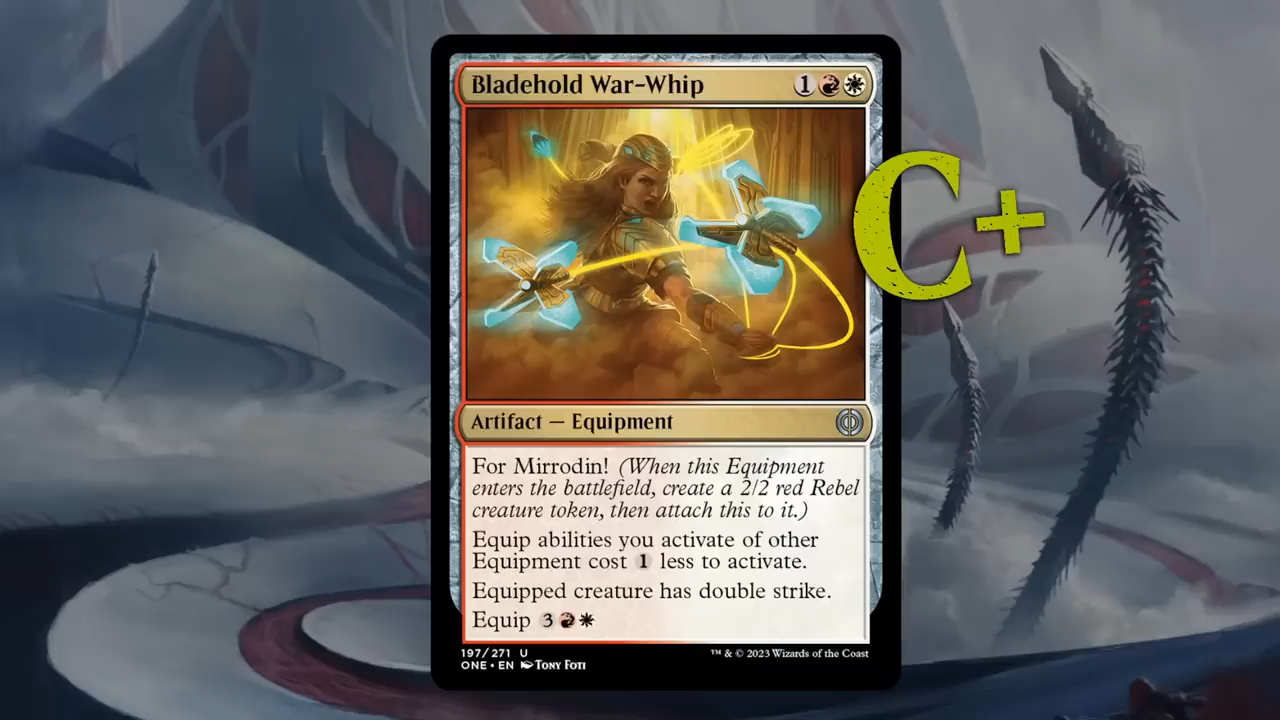 Bladehold War-Whip 1
C+
Artifact — Equipment
For Mirrodin! (When this Equipment
enters the battlefield, create a 2/2 red Rebel
creature token, then attach this to it.)
Equip abilities you activate of other
Equipment cost 1 less to activate.
Equipped creature has double strike.
Equip 3
197/271 U
ONE • EN Tony Foti
™ & © 2023 Wizards of the Coast